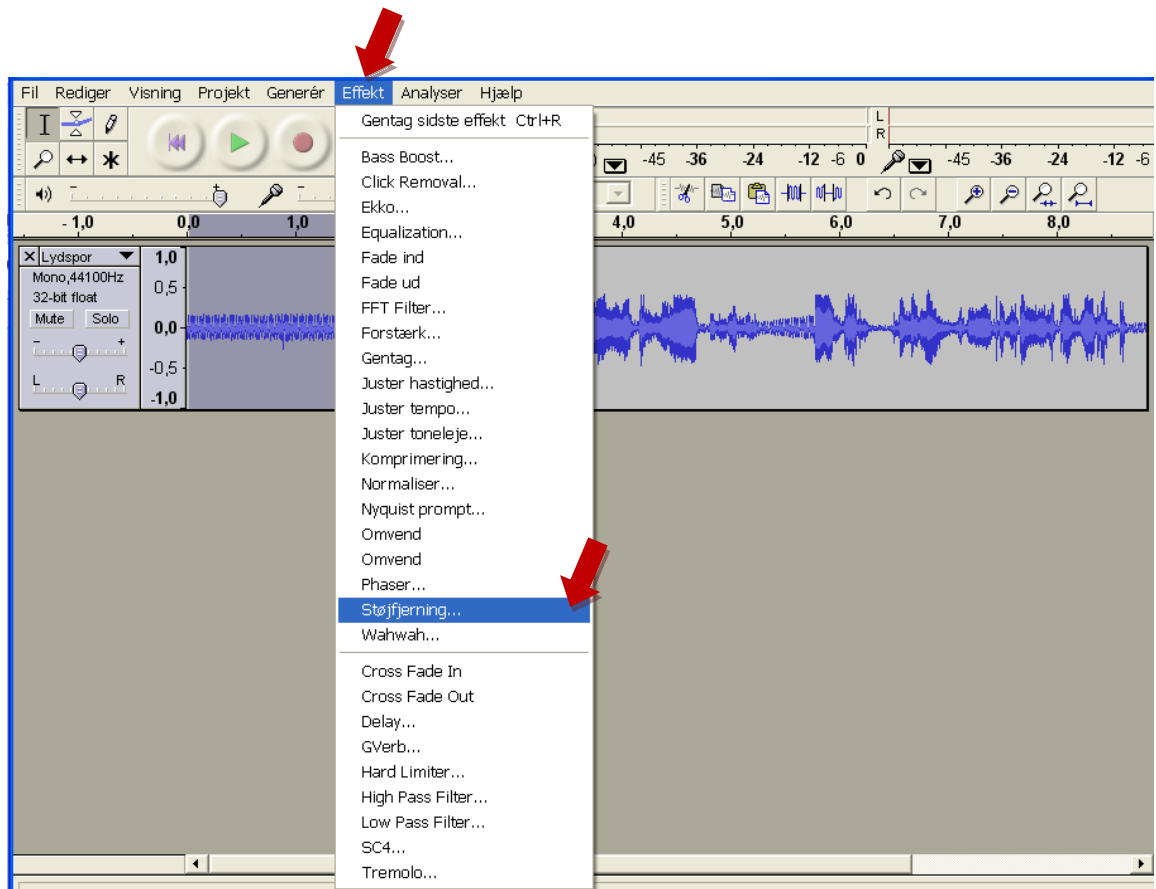 Fil Rediger Visning Projekt Generér Effekt Analyser Hjælp
Gentag sidste effekt Ctrl+R
Bass Boost...
Click Removal...
Ekko...
Equalization...
Fade ind
Fade ud
FFT Filter...
Forstærk...
Gentag...
Juster hastighed...
Juster tempo...
Juster toneleje...
Komprimering...
Normaliser...
Nyquist prompt...
Omvend
Omvend
Phaser...
Støjfjerning...
Wahwah...
Cross Fade In
Cross Fade Out
Delay...
GVerb...
Hard Limiter...
High Pass Filter...
Low Pass Filter...
SC4...
Tremolo...
L
R
-45 -36 -24 -12 -6 0 -45 -36 -24 -12 -6
- +
-
- 1,0 0,0 1,0 4,0 5,0 6,0 7,0 8,0
X Lydspor
Mono,44100Hz
32-bit float
Mute Solo
- +
L R
1,0
0,5
0,0
-0,5
-1,0